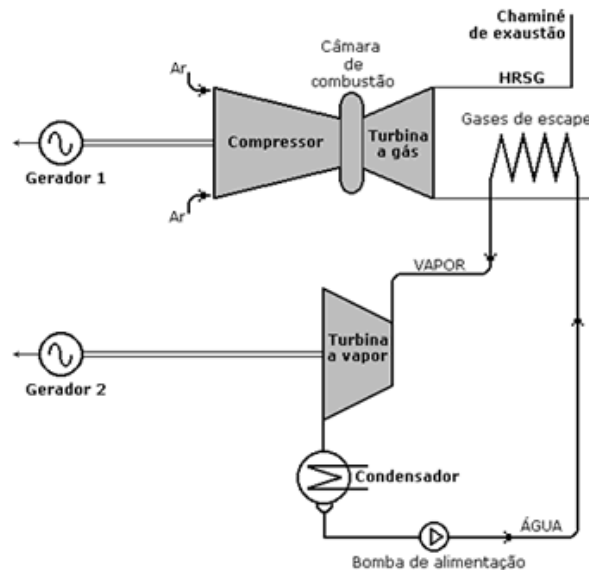 Chaminé
de exaustão
HRSG
Câmara
de
combustão
Ar
Compressor
Turbina
a gás
Gases de escape
Gerador 1
Ar
VAPOR
Turbina
a vapor
Gerador 2
Condensador
ÁGUA
Bomba de alimentação